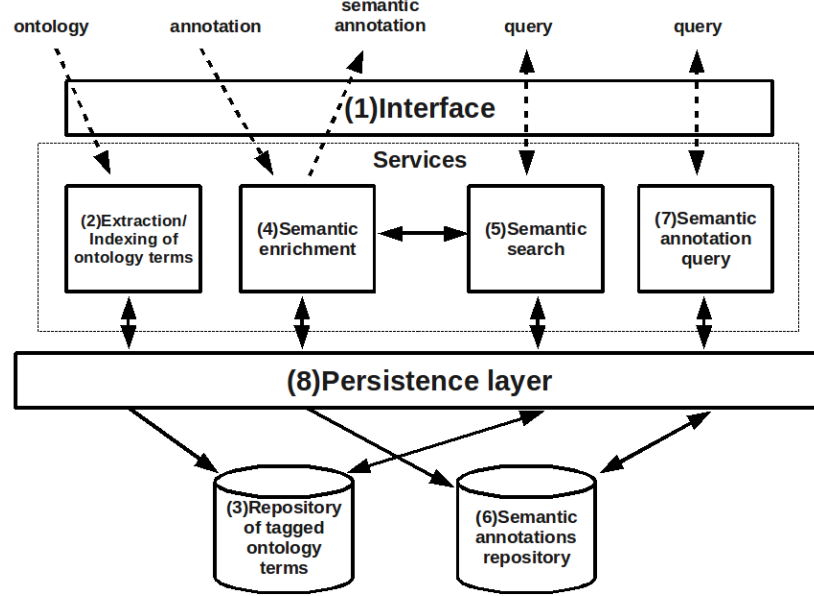 semantic
ontology
annotation
annotation
query
query
(1)Interface
Services
(2)Extraction/
Indexing of
ontology terms
(4)Semantic
enrichment
(5)Semantic
search
(7)Semantic
annotation
query
(8)Persistence layer
(3)Repository
of tagged
ontology
terms
(6)Semantic
annotations
repository